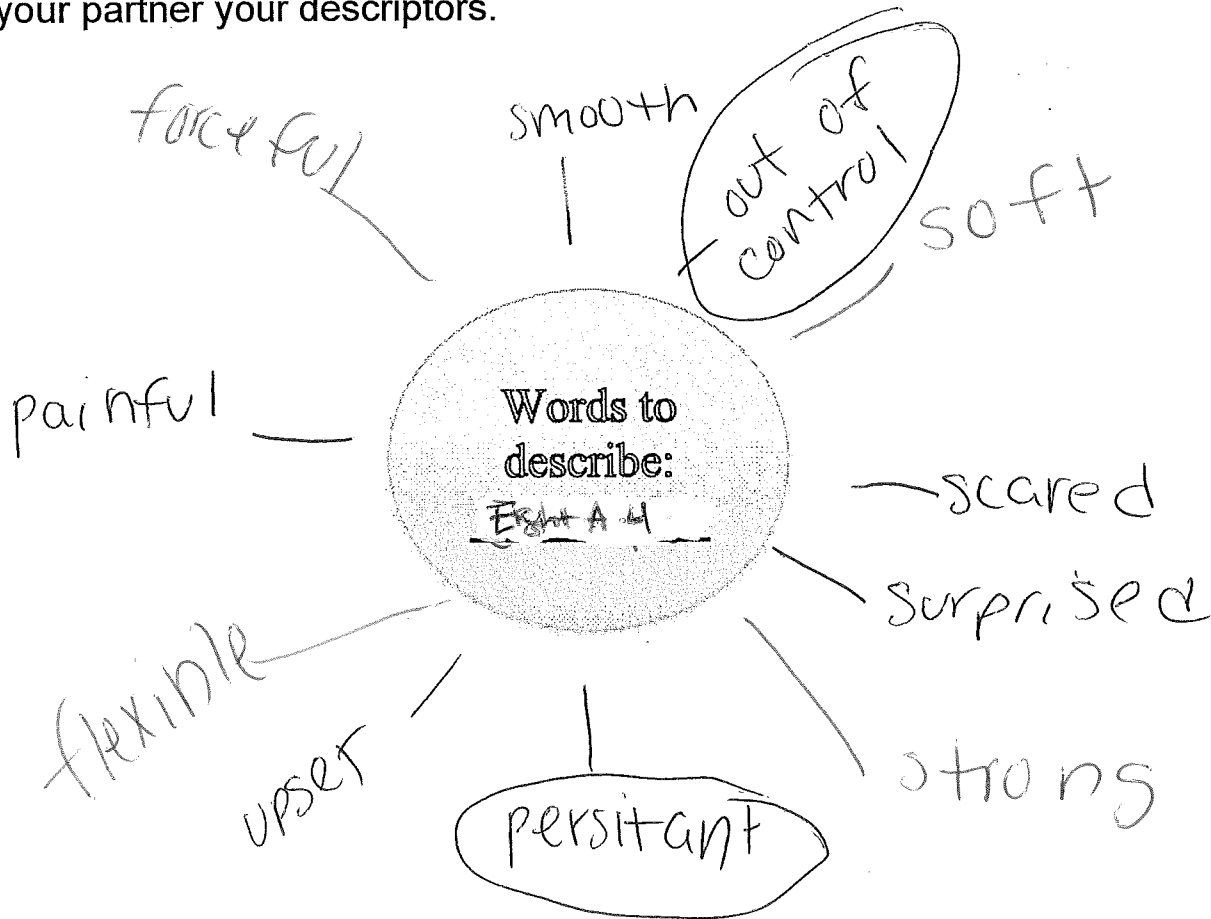 your partner your descriptors.
forceful
smooth
out of
control
soft
painful
Words to
describe:
scared
surprised
flexible
upset
persitant
strong